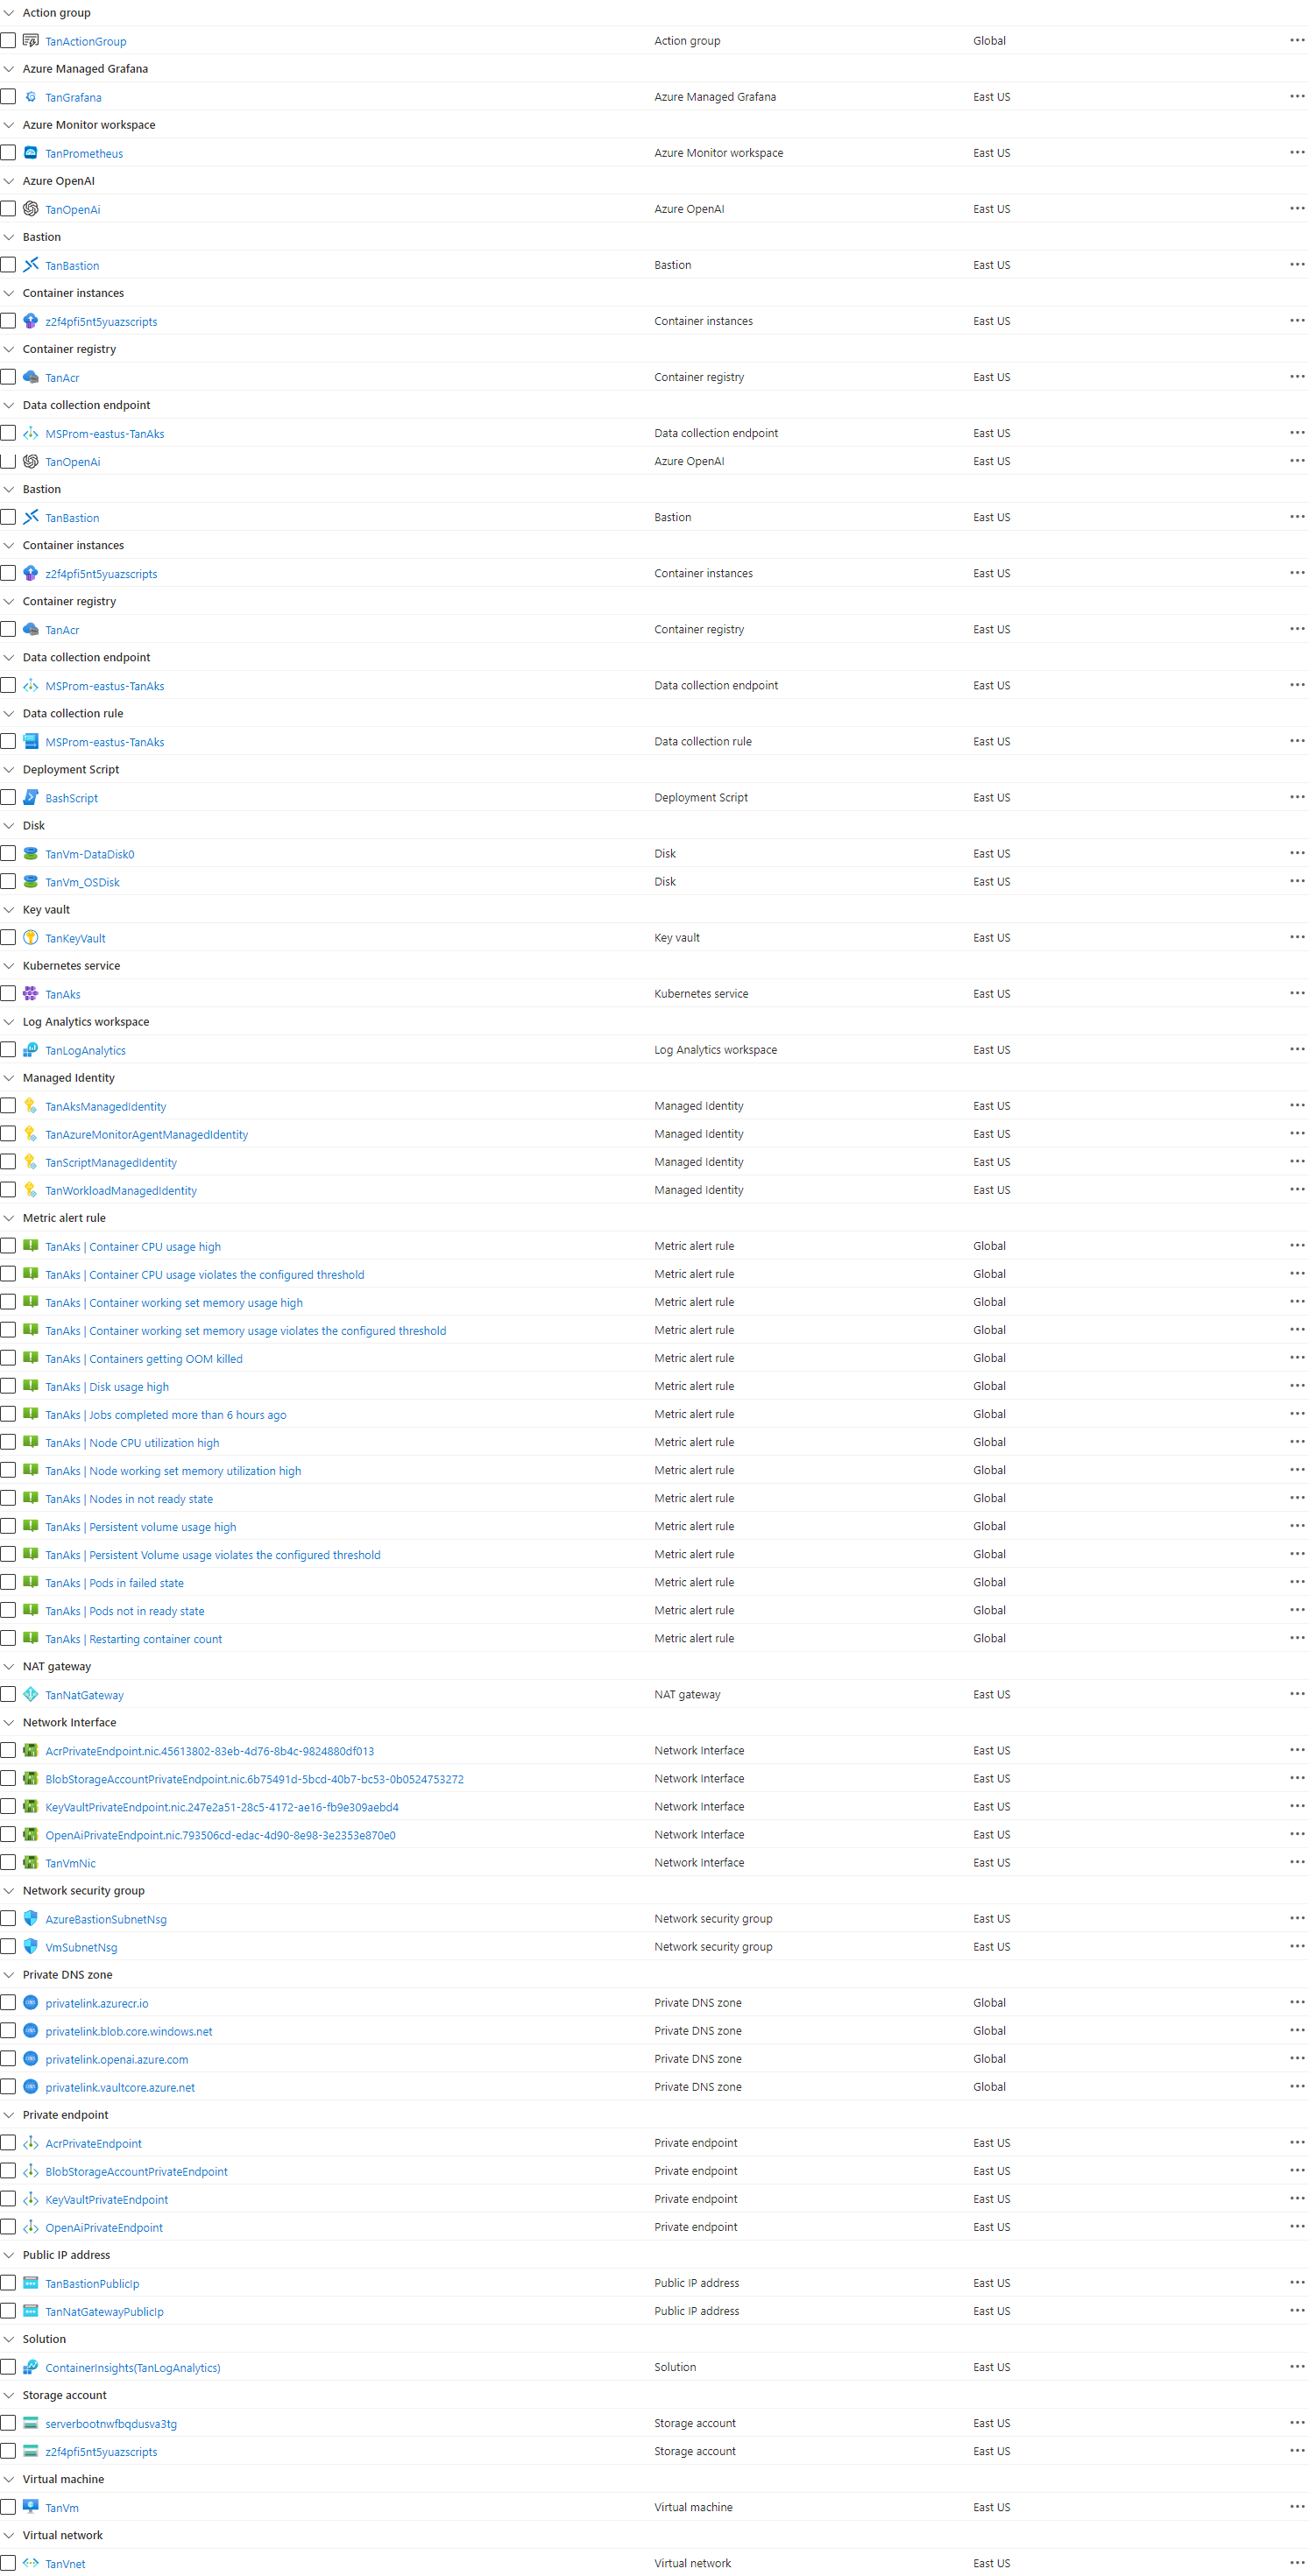 Action group
TanActionGroup Action group Global
Azure Managed Grafana
TanGrafana Azure Managed Grafana East US
Azure Monitor workspace
TanPrometheus Azure Monitor workspace East US
Azure OpenAI
TanOpenAi Azure OpenAI East US
Bastion
TanBastion Bastion East US
Container instances
z2f4pfi5nt5yuazscripts Container instances East US
Container registry
TanAcr Container registry East US
Data collection endpoint
MSProm-eastus-TanAks Data collection endpoint East US
TanOpenAi Azure OpenAI East US
Bastion
TanBastion Bastion East US
Container instances
z2f4pfi5nt5yuazscripts Container instances East US
Container registry
TanAcr Container registry East US
Data collection endpoint
MSProm-eastus-TanAks Data collection endpoint East US
Data collection rule
MSProm-eastus-TanAks Data collection rule East US
Deployment Script
BashScript Deployment Script East US
Disk
TanVm-DataDisk0 Disk East US
TanVm_OSDisk Disk East US
Key vault
TanKeyVault Key vault East US
Kubernetes service
TanAks Kubernetes service East US
Log Analytics workspace
TanLogAnalytics Log Analytics workspace East US
Managed Identity
TanAksManagedIdentity Managed Identity East US
TanAzureMonitorAgentManagedIdentity Managed Identity East US
TanScriptManagedIdentity Managed Identity East US
TanWorkloadManagedIdentity Managed Identity East US
Metric alert rule
TanAks | Container CPU usage high Metric alert rule Global
TanAks | Container CPU usage violates the configured threshold Metric alert rule Global
TanAks | Container working set memory usage high Metric alert rule Global
TanAks | Container working set memory usage violates the configured threshold Metric alert rule Global
TanAks | Containers getting OOM killed Metric alert rule Global
TanAks | Disk usage high Metric alert rule Global
TanAks | Jobs completed more than 6 hours ago Metric alert rule Global
TanAks | Node CPU utilization high Metric alert rule Global
TanAks | Node working set memory utilization high Metric alert rule Global
TanAks | Nodes in not ready state Metric alert rule Global
TanAks | Persistent volume usage high Metric alert rule Global
TanAks | Persistent Volume usage violates the configured threshold Metric alert rule Global
TanAks | Pods in failed state Metric alert rule Global
TanAks | Pods not in ready state Metric alert rule Global
TanAks | Restarting container count Metric alert rule Global
NAT gateway
TanNatGateway NAT gateway East US
Network Interface
AcrPrivateEndpoint.nic.45613802-83eb-4d76-8b4c-9824880df013 Network Interface East US
BlobStorageAccountPrivateEndpoint.nic.6b75491d-5bcd-40b7-bc53-0b0524753272 Network Interface East US
KeyVaultPrivateEndpoint.nic.247e2a51-28c5-4172-ae16-fb9e309aebd4 Network Interface East US
OpenAiPrivateEndpoint.nic.793506cd-edac-4d90-8e98-3e2353e870e0 Network Interface East US
TanVmNic Network Interface East US
Network security group
AzureBastionSubnetNsg Network security group East US
VmSubnetNsg Network security group East US
Private DNS zone
privatelink.azurecr.io Private DNS zone Global
privatelink.blob.core.windows.net Private DNS zone Global
privatelink.openai.azure.com Private DNS zone Global
privatelink.vaultcore.azure.net Private DNS zone Global
Private endpoint
AcrPrivateEndpoint Private endpoint East US
BlobStorageAccountPrivateEndpoint Private endpoint East US
KeyVaultPrivateEndpoint Private endpoint East US
OpenAiPrivateEndpoint Private endpoint East US
Public IP address
TanBastionPublicIp Public IP address East US
TanNatGatewayPublicIp Public IP address East US
Solution
ContainerInsights(TanLogAnalytics) Solution East US
Storage account
serverbootnwfbqdusva3tg Storage account East US
z2f4pfi5nt5yuazscripts Storage account East US
Virtual machine
TanVm Virtual machine East US
Virtual network
TanVnet Virtual network East US